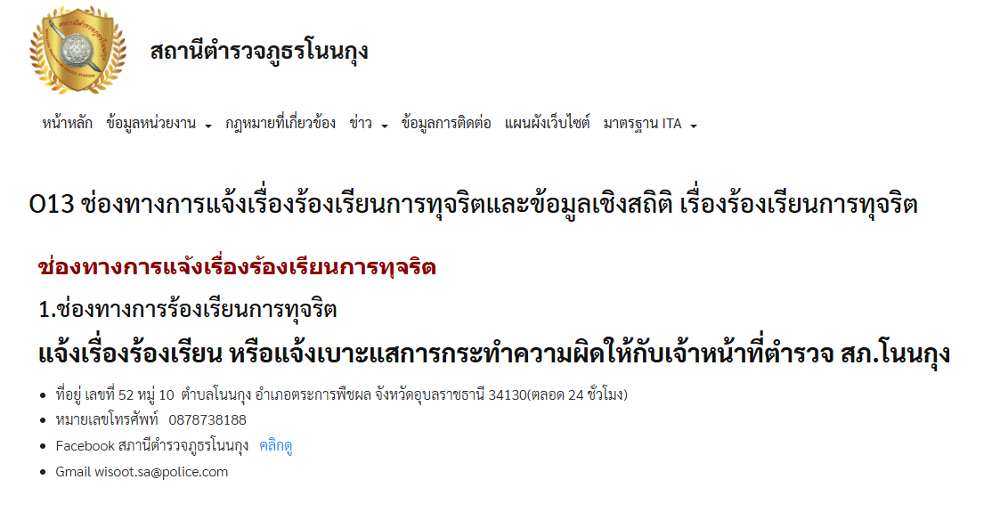 สถานีตำรวจภูธรโนนกุง
หน้าหลัก ข้อมูลหน่วยงาน กฎหมายที่เกี่ยวข้อง ข่าว ข้อมูลการติดต่อ แผนผังเว็บไซต์ มาตรฐาน ITA
O13 ช่องทางการแจ้งเรื่องร้องเรียนการทุจริตและข้อมูลเชิงสถิติ เรื่องร้องเรียนการทุจริต
ช่องทางการแจ้งเรื่องร้องเรียนการทุจริต
1.ช่องทางการร้องเรียนการทุจริต
แจ้งเรื่องร้องเรียน หรือแจ้งเบาะแสการกระทำความผิดให้กับเจ้าหน้าที่ตำรวจ สภ.โนนกุง
ที่อยู่ เลขที่ 52 หมู่ 10 ตำบลโนนกุง อำเภอตระการพืชผล จังหวัดอุบลราชธานี 34130(ตลอด 24 ชั่วโมง)
หมายเลขโทรศัพท์ 0878738188
Facebook สภานีตำรวจภูธรโนนกุง คลิกดู
Gmail wisoot.sa@police.com